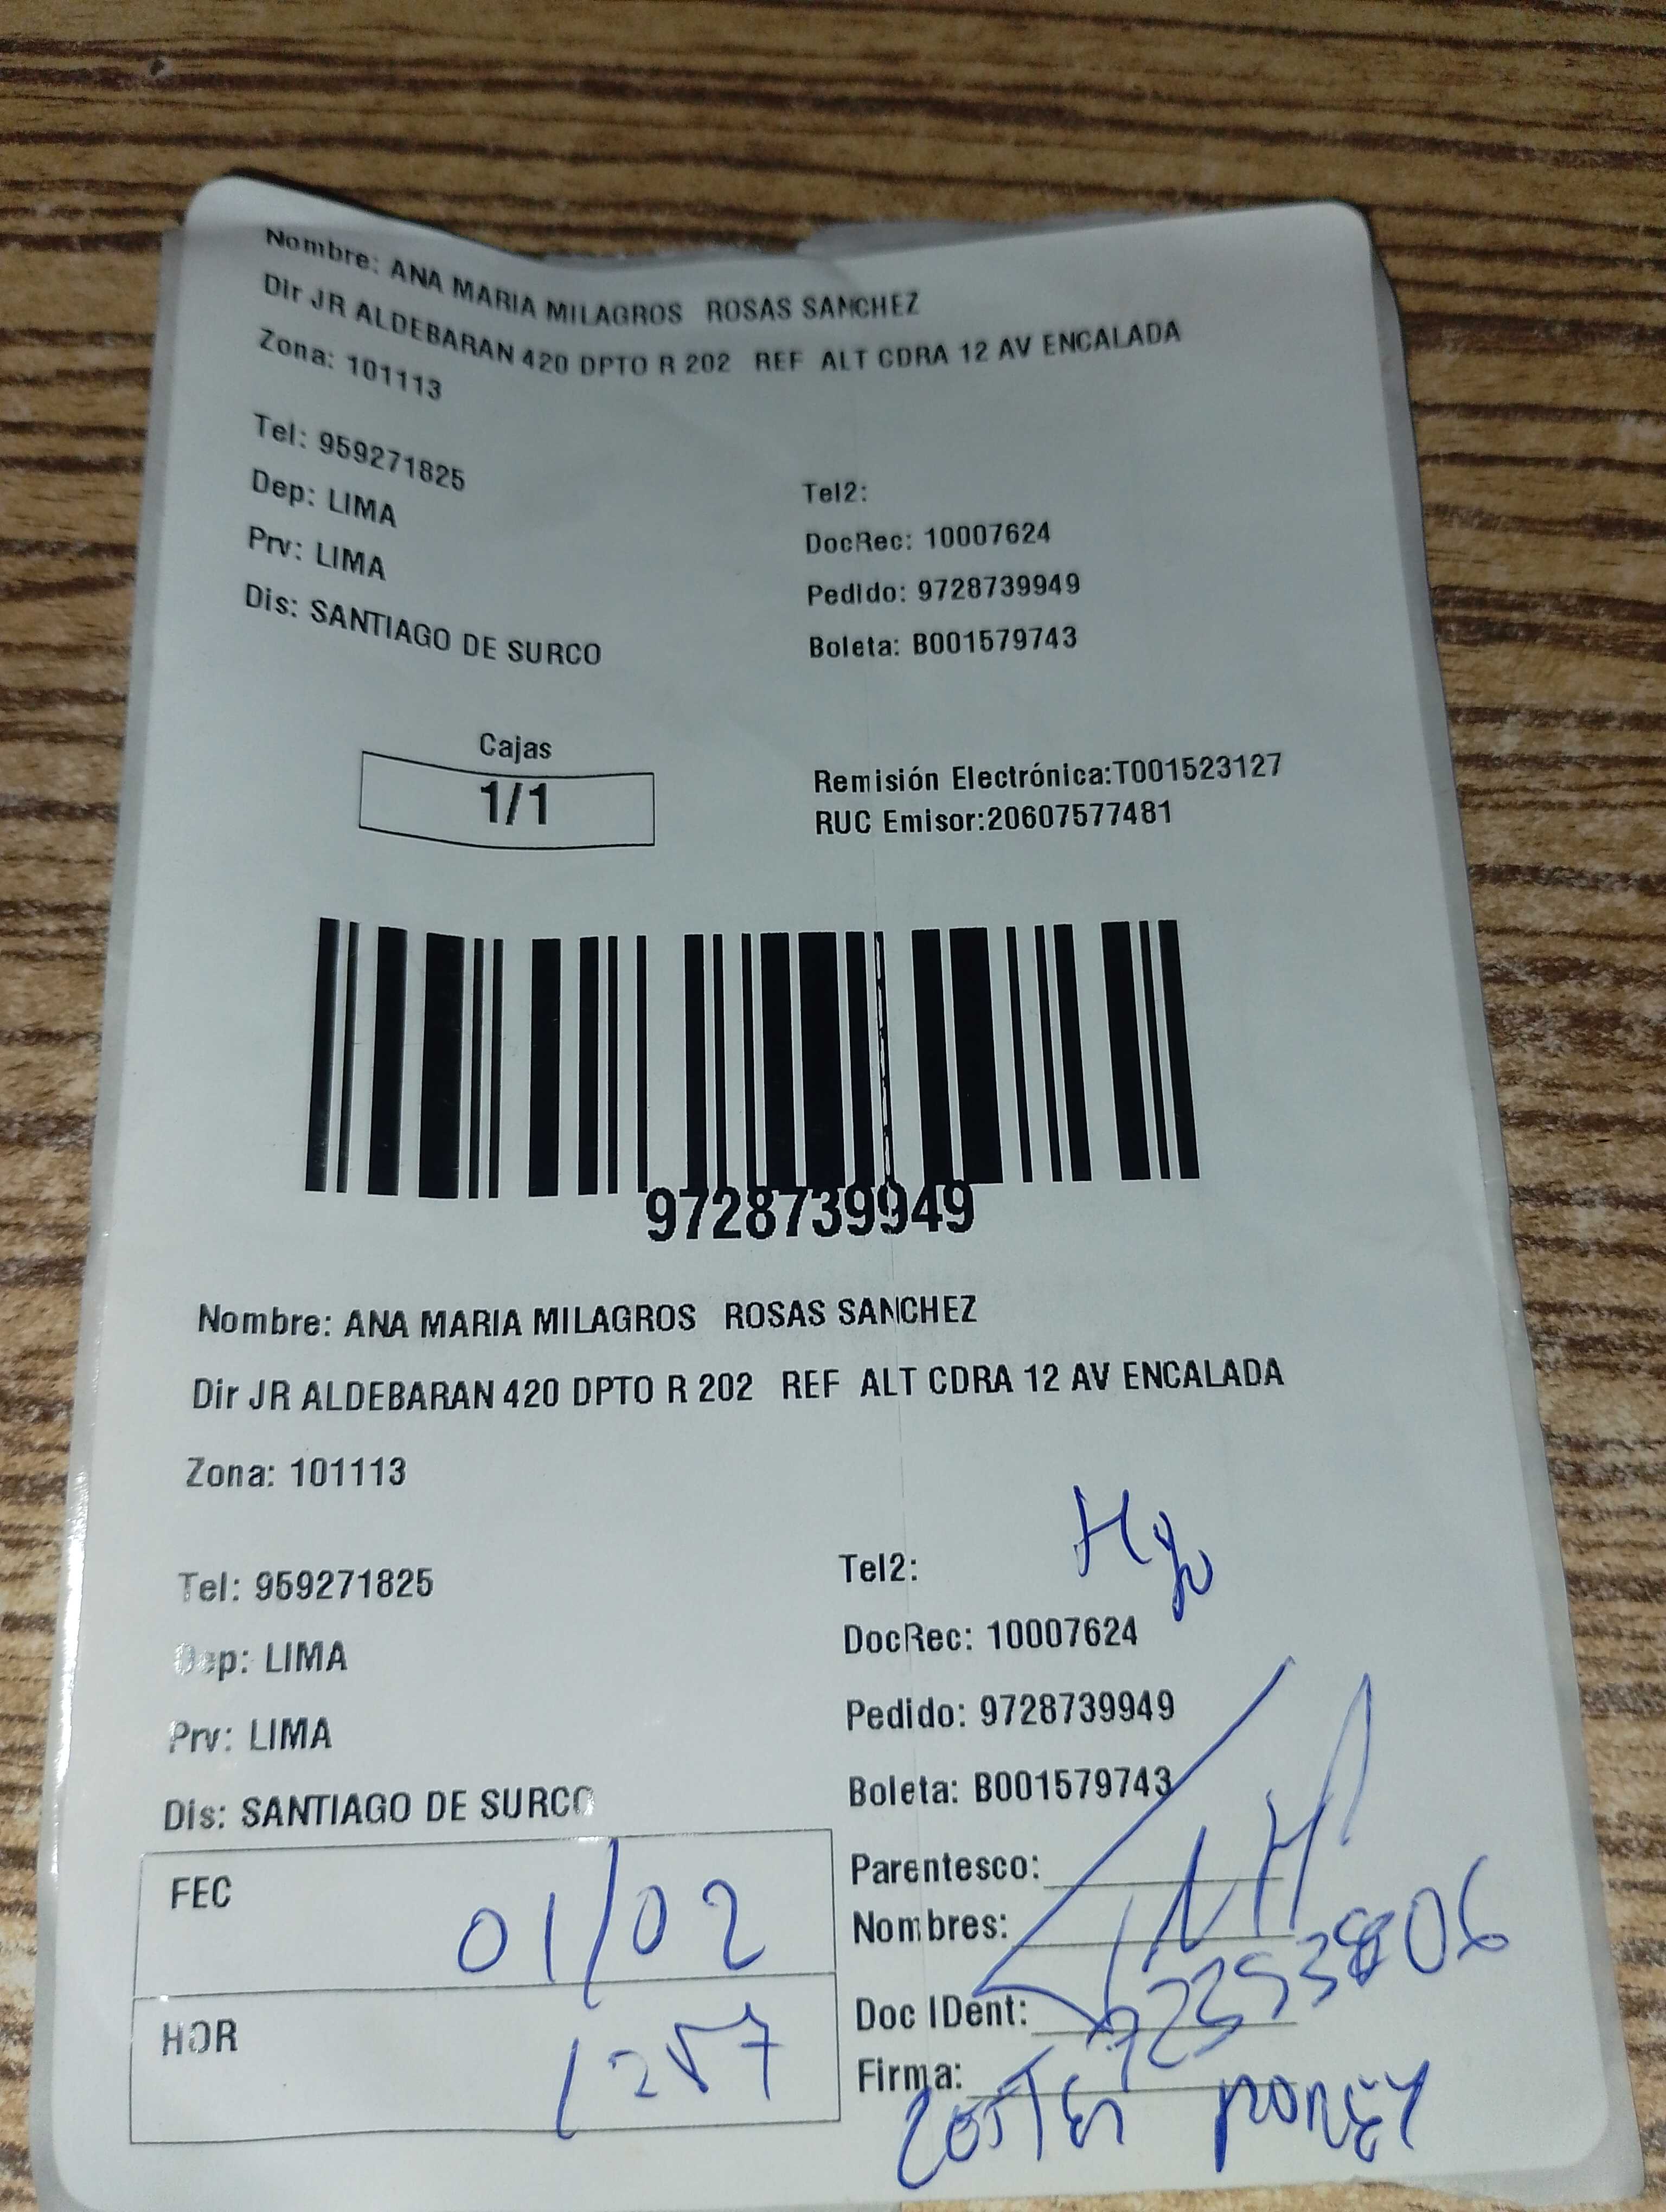 Nombre: ANA MARIA MILAGROS ROSAS SANCHEZ
Dir JR ALDEBARAN 420 DPTO R 202 REF ALT CDRA 12 AV ENCALADA
Zona: 101113
Tel: 959271825
Dep: LIMA
Prv: LIMA
Dis: SANTIAGO DE SURCO
Tel2:
DocRec: 10007624
Pedido: 9728739949
Boleta: B001579743
Cajas
1/1
Remisión Electrónica:T001523127
RUC Emisor:20607577481
9728739949
Nombre: ANA MARIA MILAGROS ROSAS SANCHEZ
Dir JR ALDEBARAN 420 DPTO R 202 REF ALT CDRA 12 AV ENCALADA
Zona: 101113
Tel: 959271825
Dep: LIMA
Prv: LIMA
Dis: SANTIAGO DE SURCO
Tel2:
DocRec: 10007624
Pedido: 9728739949
Boleta: B001579743
FEC 01/02
HOR 1257
Parentesco:
Nombres:
Doc IDent:
Firma: